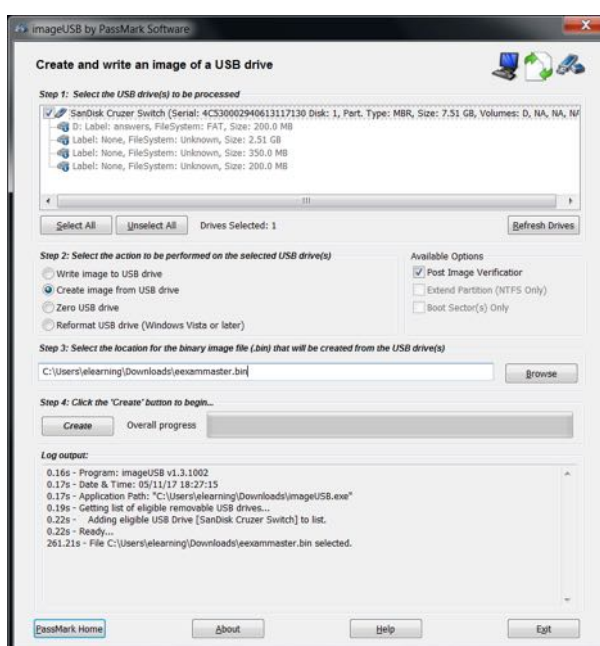 imageUSB by PassMark Software
Create and write an image of a USB drive
Step 1: Select the USB drive(s) to be processed
SanDisk Cruzer Switch (Serial: 4C530002940613117130 Disk: 1, Part. Type: MBR, Size: 7.51 GB, Volumes: D, NA, NA, NA
D: Label: answers, FileSystem: FAT, Size: 200.0 MB
Label: None, FileSystem: Unknown, Size: 2.51 GB
Label: None, FileSystem: Unknown, Size: 350.0 MB
Label: None, FileSystem: Unknown, Size: 200.0 MB
Select All Unselect All Drives Selected: 1 Refresh Drives
Step 2: Select the action to be performed on the selected USB drive(s) Available Options
Write image to USB drive Post Image Verificatior
Create image from USB drive Extend Partition (NTFS Only)
Zero USB drive Boot Sector(s) Only
Reformat USB drive (Windows Vista or later)
Step 3: Select the location for the binary image file (.bin) that will be created from the USB drive(s)
C:\Users\elearning\Downloads\eexammaster.bin Browse
Step 4: Click the 'Create' button to begin...
Create Overall progress
Log output:
0.16s - Program: imageUSB v1.3.1002
0.17s - Date & Time: 05/11/17 18:27:15
0.17s - Application Path: "C:\Users\elearning\Downloads\imageUSB.exe"
0.19s - Getting list of eligible removable USB drives...
0.22s - Adding eligible USB Drive [SanDisk Cruzer Switch] to list.
0.22s - Ready...
261.21s - File C:\Users\elearning\Downloads\eexammaster.bin selected.
PassMark Home About Help Exit